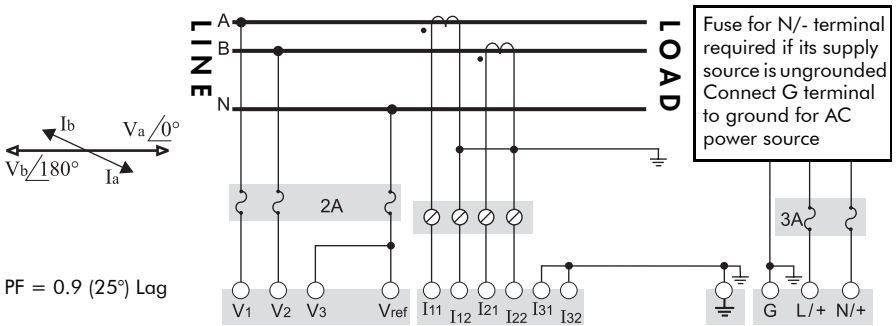 A
B
N
LINE
LOAD
Fuse for N/- terminal
required if its supply
source is ungrounded
Connect G terminal
to ground for AC
power source
Ib
Va/0°
Vb/180°
Ia
2A
3A
PF = 0.9 (25°) Lag
V1
V2
V3
Vref
I11
I12
I21
I22
I31
I32
G
L/+
N/+